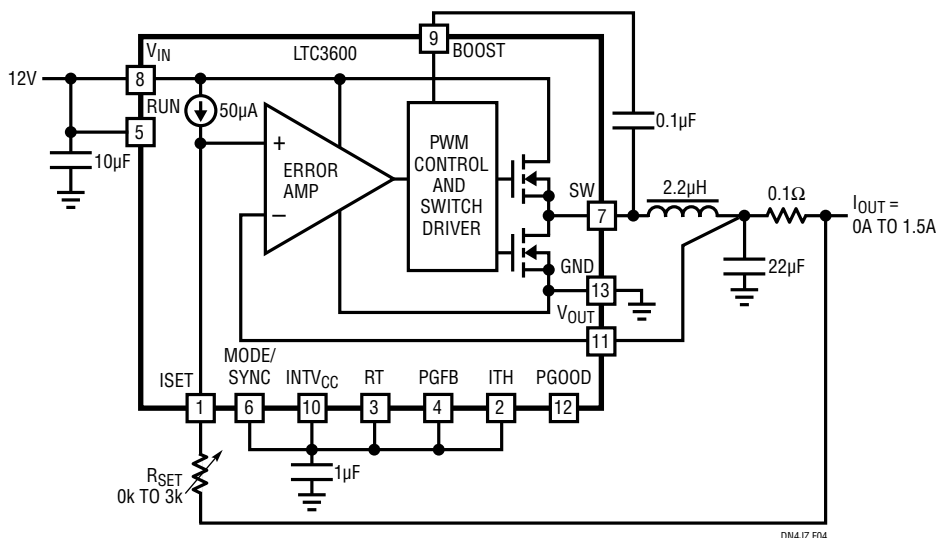 9
BOOST
LTC3600
VIN
12V
8
RUN
50µA
5
10µF
+
−
ERROR
AMP
PWM
CONTROL
AND
SWITCH
DRIVER
0.1µF
SW
7
2.2µH
0.1Ω
IOUT =
0A TO 1.5A
22µF
GND
13
VOUT
11
ISET
MODE/
SYNC
INTVCC
RT
PGFB
ITH
PGOOD
1
6
10
3
4
2
12
RSET
0k TO 3k
1µF
DN4JZ F04